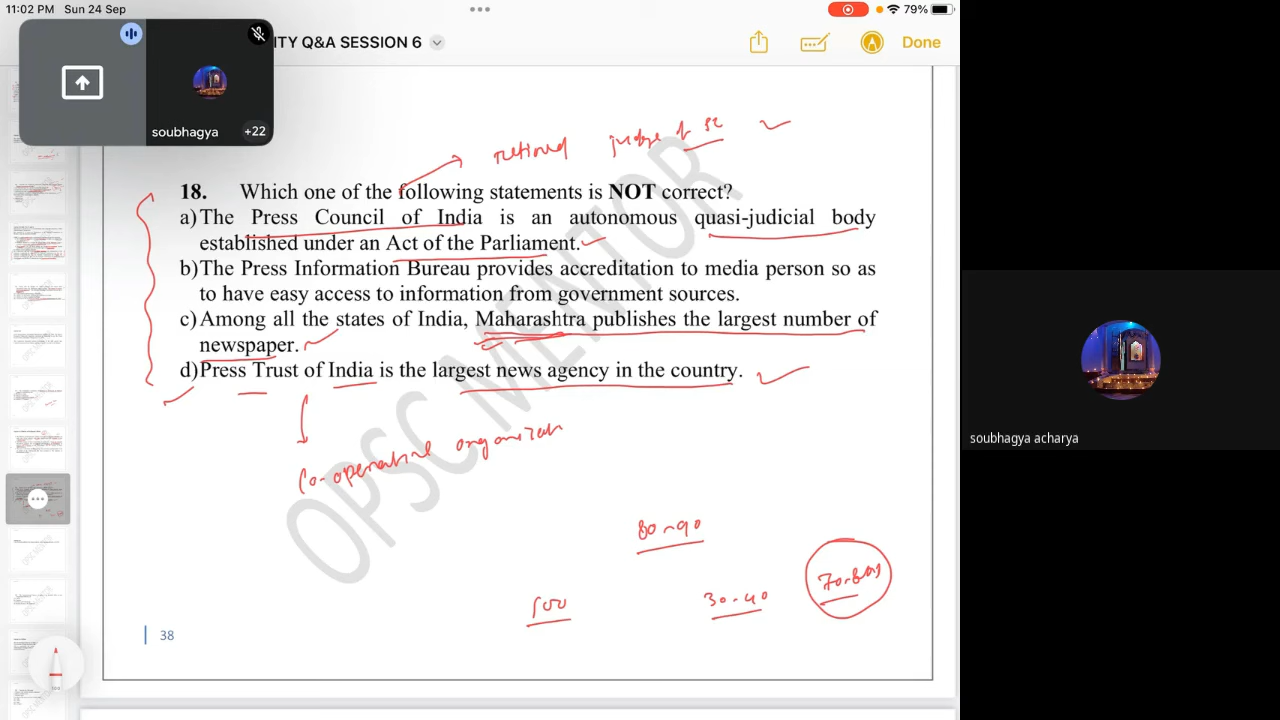 11:02 PM Sun 24 Sep
79%
ITY Q&A SESSION 6
Done
soubhagya
+22
retired judge of SC
18. Which one of the following statements is NOT correct?
a) The Press Council of India is an autonomous quasi-judicial body
established under an Act of the Parliament.
b) The Press Information Bureau provides accreditation to media person so as
to have easy access to information from government sources.
c) Among all the states of India, Maharashtra publishes the largest number of
newspaper.
d) Press Trust of India is the largest news agency in the country.
Co-operative organization
80-90
100
30-40
OPSC MENTOR
38
soubhagya acharya